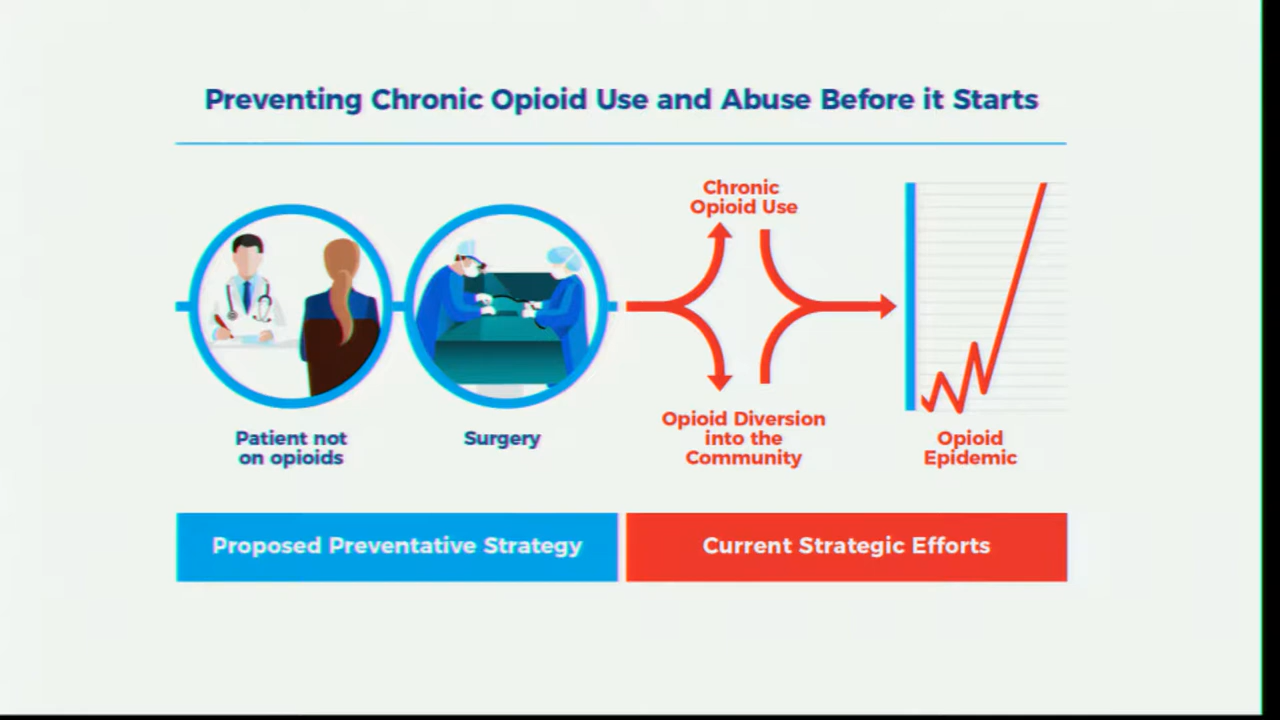 Preventing Chronic Opioid Use and Abuse Before it Starts
Chronic
Opioid Use
Opioid Diversion
into the
Community
Patient not
on opioids
Surgery
Opioid
Epidemic
Proposed Preventative Strategy
Current Strategic Efforts